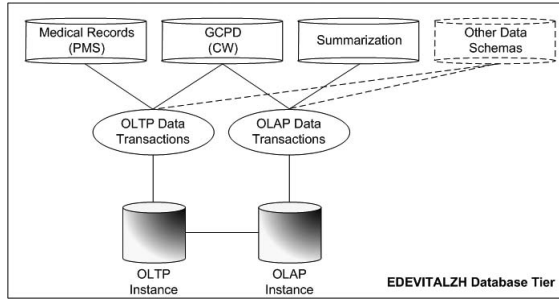 Medical Records
(PMS)
GCPD
(CW)
Summarization
Other Data
Schemas
OLTP Data
Transactions
OLAP Data
Transactions
OLTP
Instance
OLAP
Instance
EDEVITALZH Database Tier